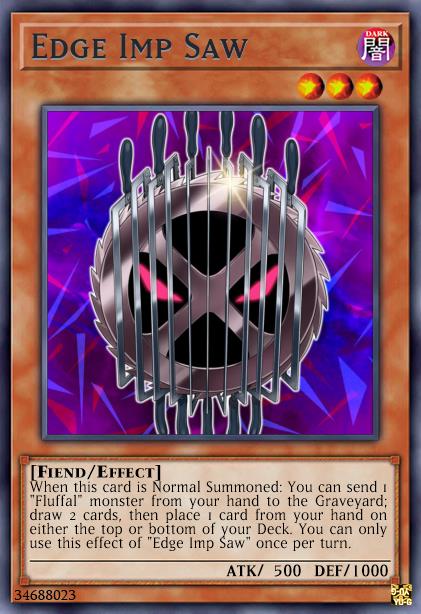 Edge Imp Saw
DARK
闇
[Fiend/Effect]
When this card is Normal Summoned: You can send 1
"Fluffal" monster from your hand to the Graveyard;
draw 2 cards, then place 1 card from your hand on
either the top or bottom of your Deck. You can only
use this effect of "Edge Imp Saw" once per turn.
ATK/ 500 DEF/1000
34688023